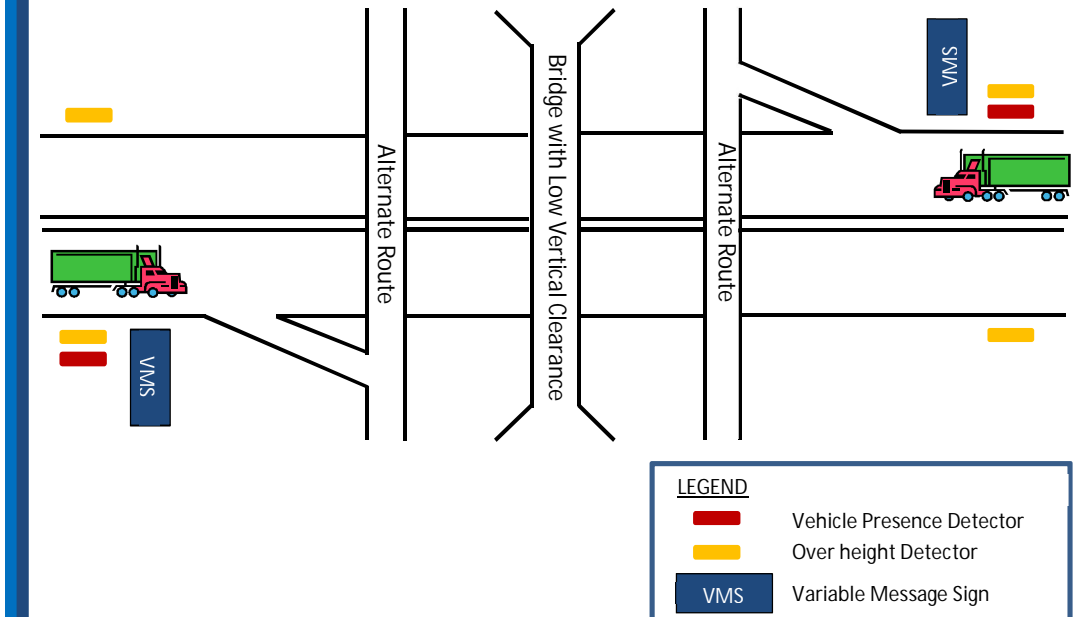 VMS
Alternate Route
Bridge with Low Vertical Clearance
Alternate Route
VMS
LEGEND
Vehicle Presence Detector
Over height Detector
VMS
Variable Message Sign